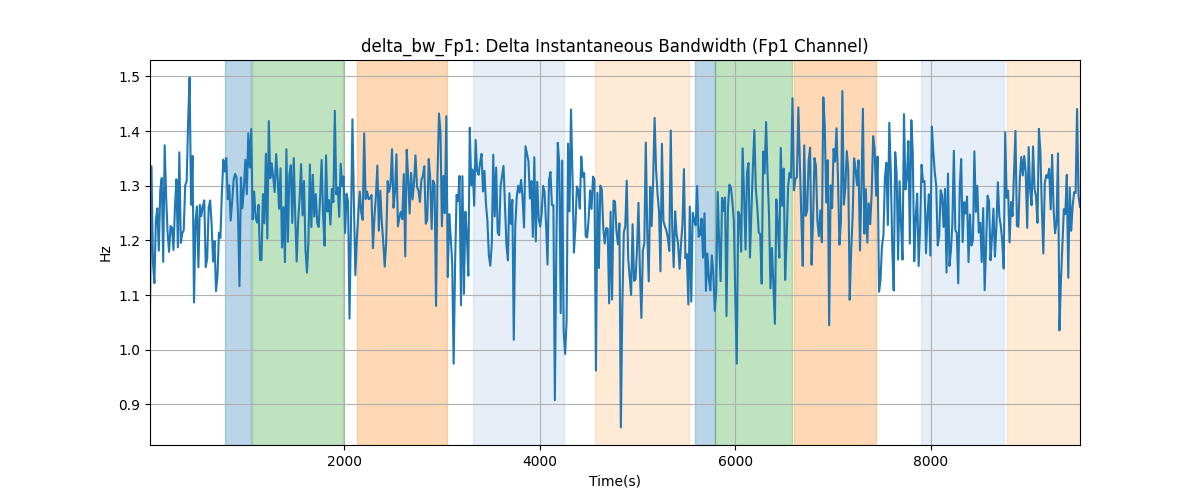 delta_bw_Fp1: Delta Instantaneous Bandwidth (Fp1 Channel)
1.5
1.4
1.3
1.2
1.1
1.0
0.9
Hz
2000 4000 6000 8000
Time(s)